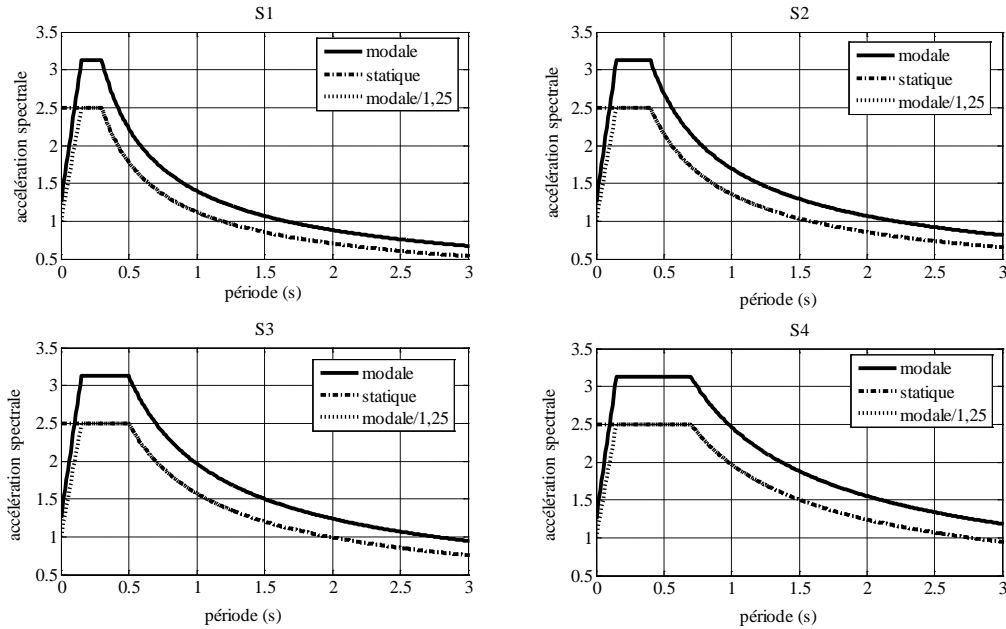 S1
3.5
3
2.5
2
1.5
1
0.5
accélération spectrale
modale
statique
modale/1,25
0 0.5 1 1.5 2 2.5 3
période (s)
S2
3.5
3
2.5
2
1.5
1
0.5
accélération spectrale
modale
statique
modale/1,25
0 0.5 1 1.5 2 2.5 3
période (s)
S3
3.5
3
2.5
2
1.5
1
0.5
accélération spectrale
modale
statique
modale/1,25
0 0.5 1 1.5 2 2.5 3
période (s)
S4
3.5
3
2.5
2
1.5
1
0.5
accélération spectrale
modale
statique
modale/1,25
0 0.5 1 1.5 2 2.5 3
période (s)